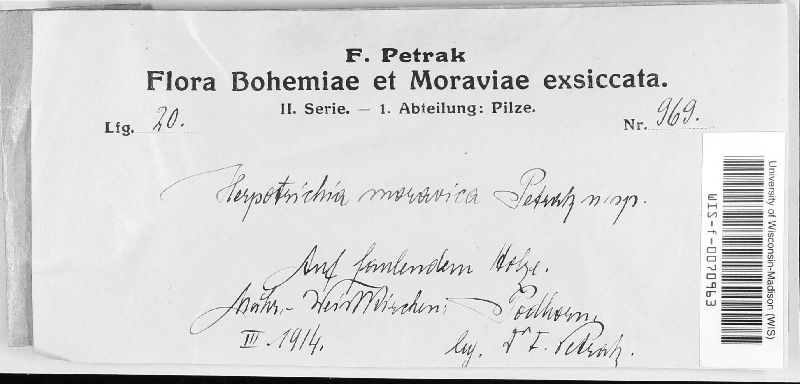 F. Petrak
Flora Bohemiae et Moraviae exsiccata.
II. Serie. — 1. Abteilung: Pilze.
Lfg. 20.
Nr. 969.
Herpotrichia moravica Petrak n. sp.
Auf faulendem Holze.
Mähr.-Weisskirchen: Podhorn
III. 1914.
leg. Dr F. Petrak.
University of Wisconsin-Madison (WIS)
WIS-f-0070963